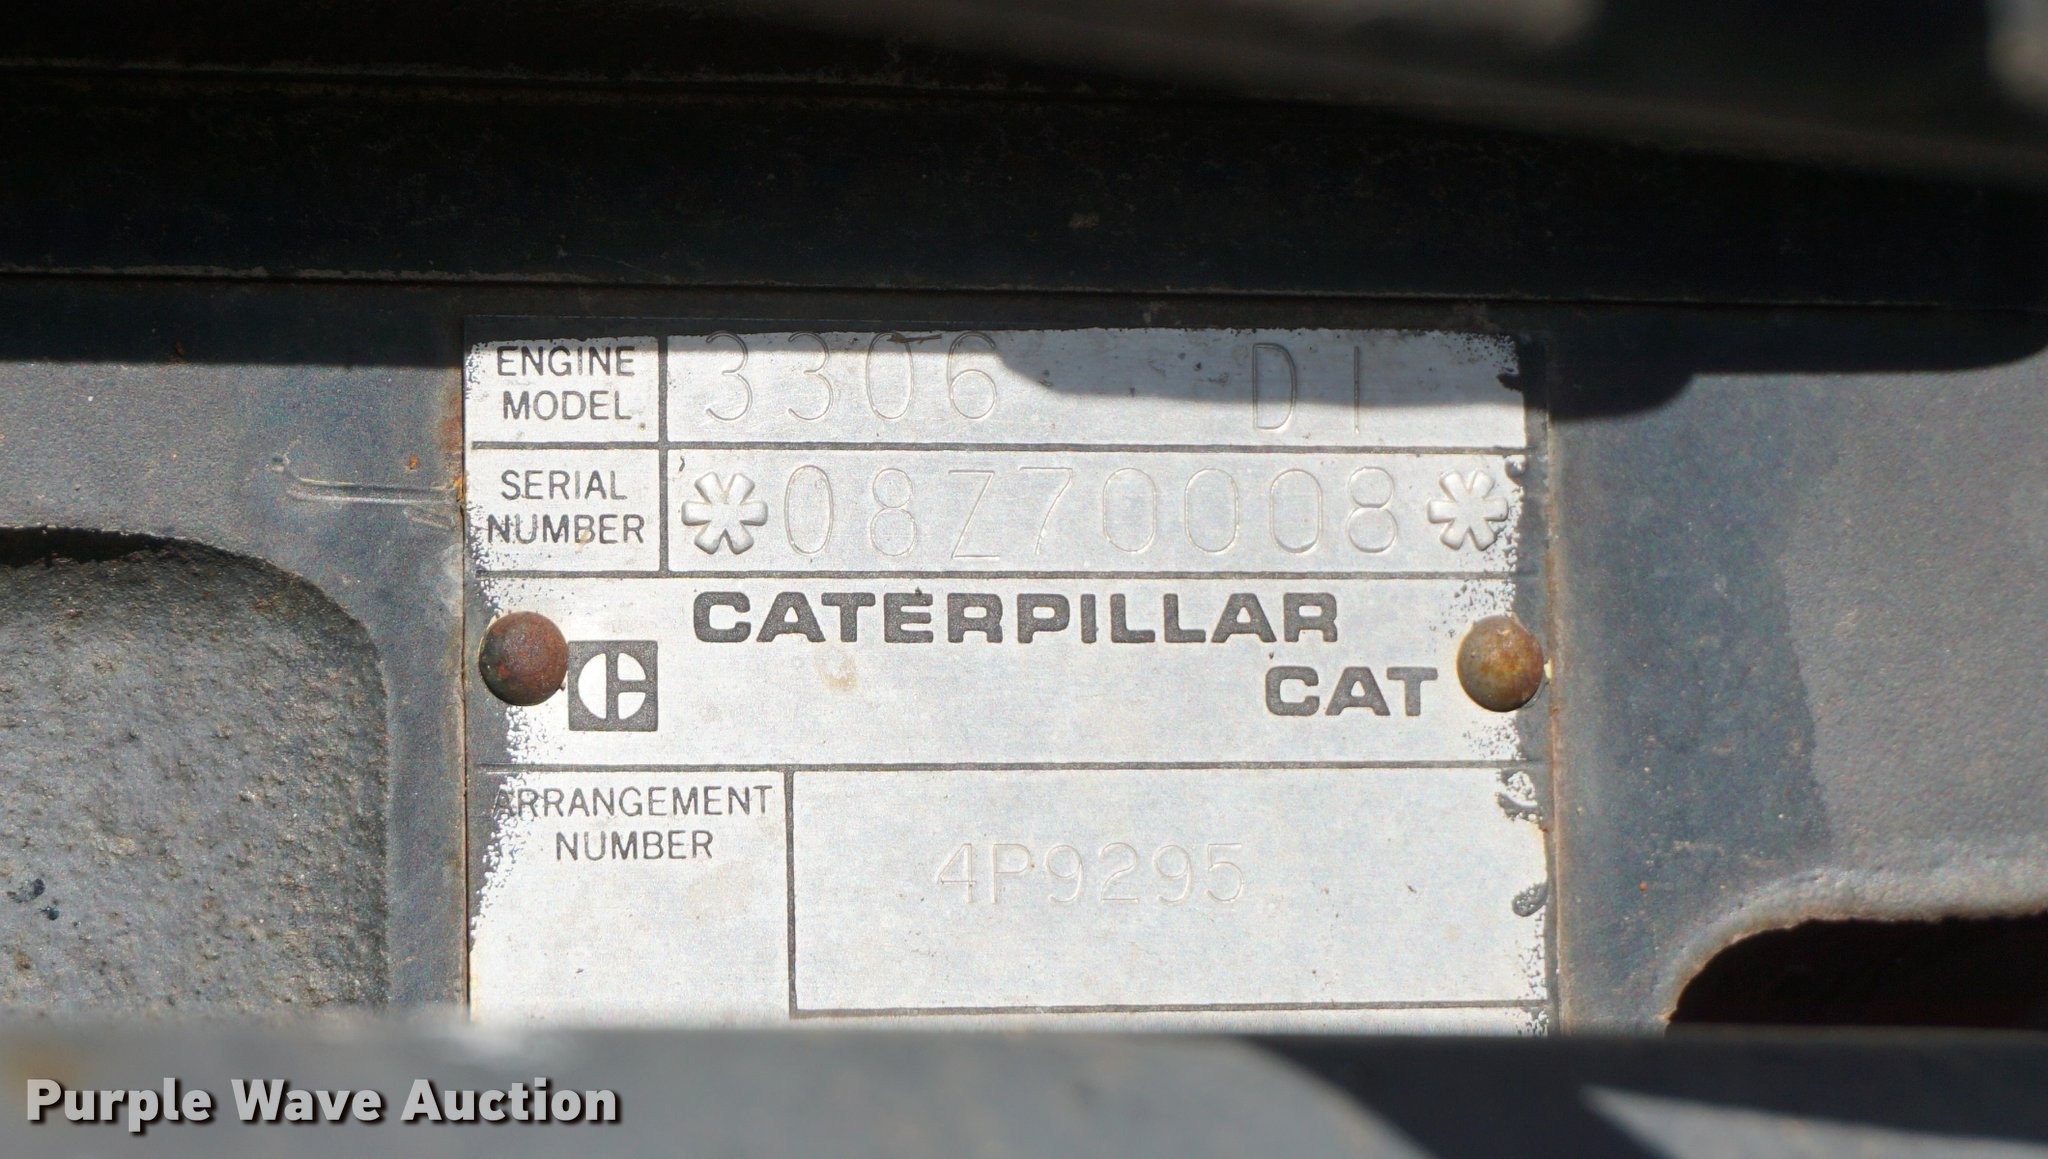 ENGINE MODEL 3306 DI
SERIAL NUMBER *08Z70008*
CATERPILLAR
CAT
ARRANGEMENT NUMBER 4P9295
Purple Wave Auction